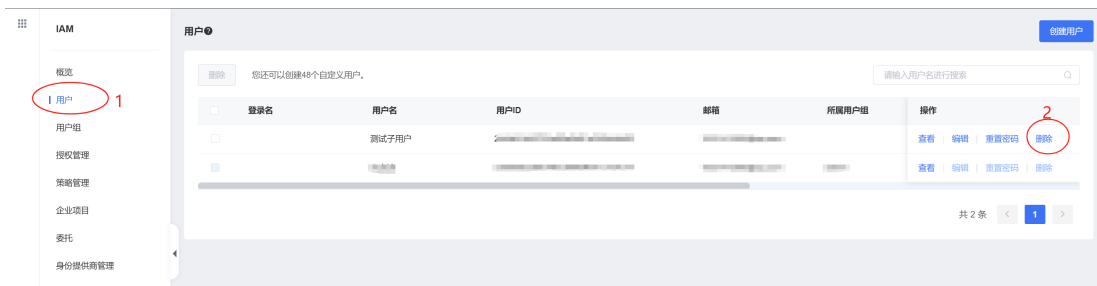 IAM
概览
用户
1
用户组
授权管理
策略管理
企业项目
委托
身份提供商管理
用户
创建用户
删除 您还可以创建48个自定义用户。 请输入用户名进行搜索
登录名 用户名 用户ID 邮箱 所属用户组 操作
2
测试子用户 查看 编辑 重置密码 删除
查看 编辑 重置密码 删除
共 2 条 < 1 >